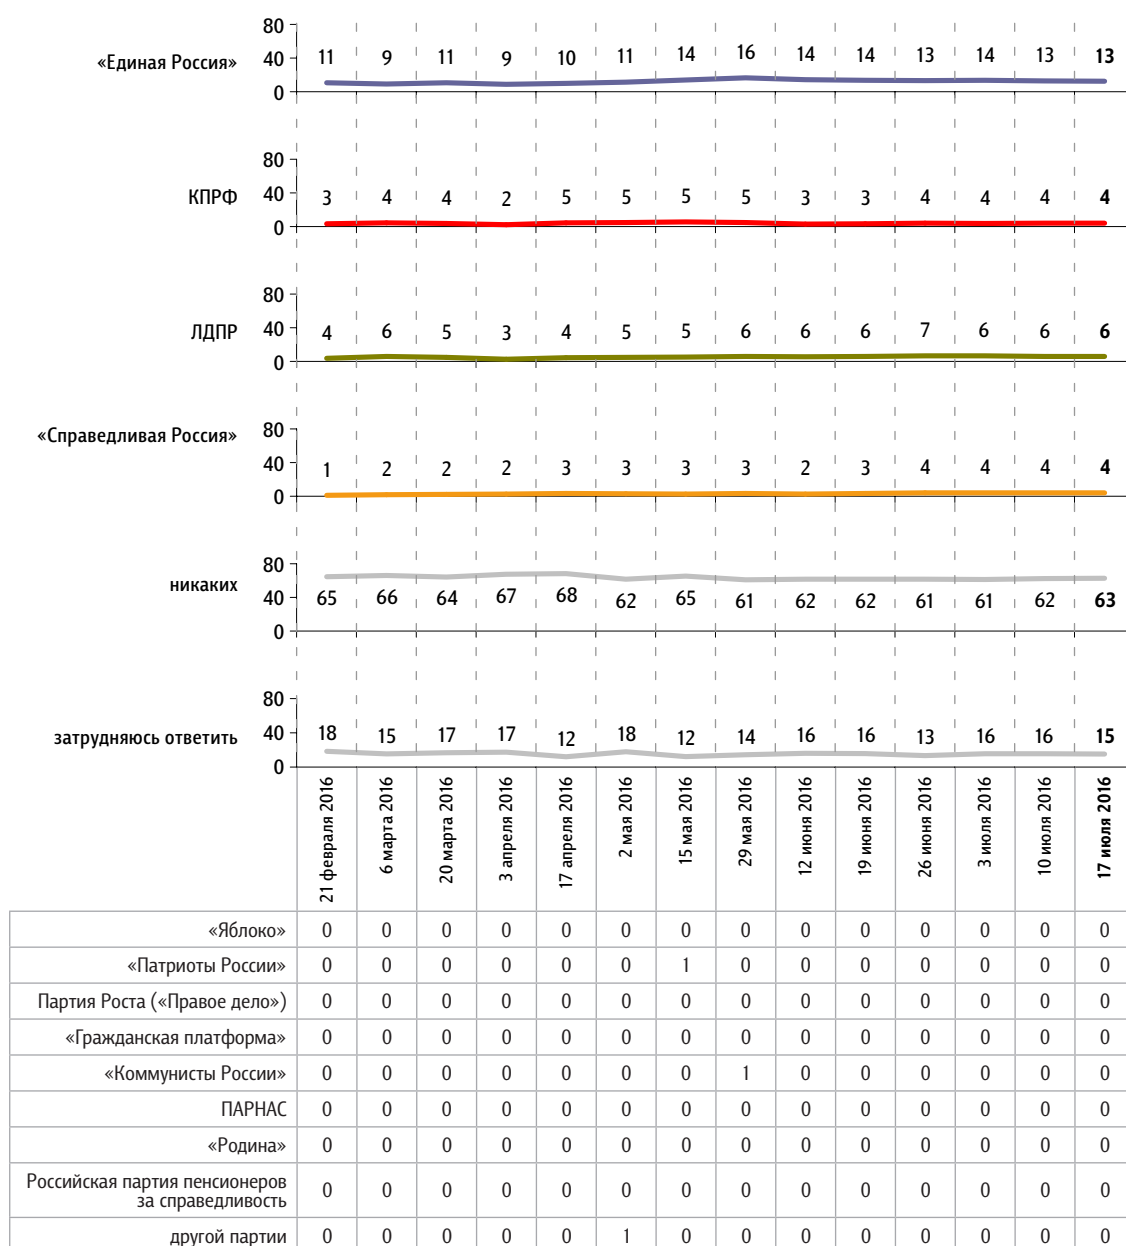 80
«Единая Россия» 40 11 9 11 9 10 11 14 16 14 14 13 14 13 13
0
80
КПРФ 40 3 4 4 2 5 5 5 5 3 3 4 4 4 4
0
80
ЛДПР 40 4 6 5 3 4 5 5 6 6 6 7 6 6 6
0
«Справедливая Россия» 80
40 1 2 2 2 3 3 3 3 2 3 4 4 4 4
0
80
никаких
40 65 66 64 67 68 62 65 61 62 62 61 61 62 63
0
80
затрудняюсь ответить 40 18 15 17 17 12 18 12 14 16 16 13 16 16 15
0
21 февраля 2016
6 марта 2016
20 марта 2016
3 апреля 2016
17 апреля 2016
2 мая 2016
15 мая 2016
29 мая 2016
12 июня 2016
19 июня 2016
26 июня 2016
3 июля 2016
10 июля 2016
17 июля 2016
«Яблоко» 0 0 0 0 0 0 0 0 0 0 0 0 0 0
«Патриоты России» 0 0 0 0 0 0 1 0 0 0 0 0 0 0
Партия Роста («Правое дело») 0 0 0 0 0 0 0 0 0 0 0 0 0 0
«Гражданская платформа» 0 0 0 0 0 0 0 0 0 0 0 0 0 0
«Коммунисты России» 0 0 0 0 0 0 0 1 0 0 0 0 0 0
ПАРНАС 0 0 0 0 0 0 0 0 0 0 0 0 0 0
«Родина» 0 0 0 0 0 0 0 0 0 0 0 0 0 0
Российская партия пенсионеров
за справедливость 0 0 0 0 0 0 0 0 0 0 0 0 0 0
другой партии 0 0 0 0 0 1 0 0 0 0 0 0 0 0